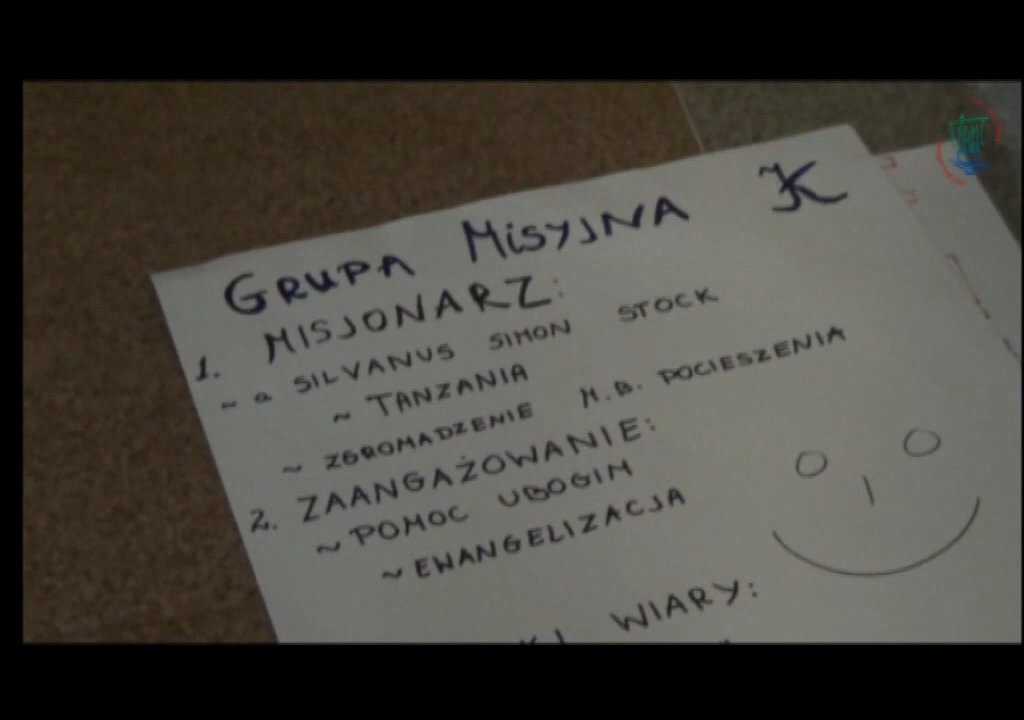 GRUPA MISYJNA K
1. MISJONARZ:
~ a SILVANUS SIMON STOCK
~ TANZANIA
~ ZGROMADZENIE M.B. POCIESZENIA
2. ZAANGAŻOWANIE:
~ POMOC UBOGIM
~ EWANGELIZACJA
WIARY: